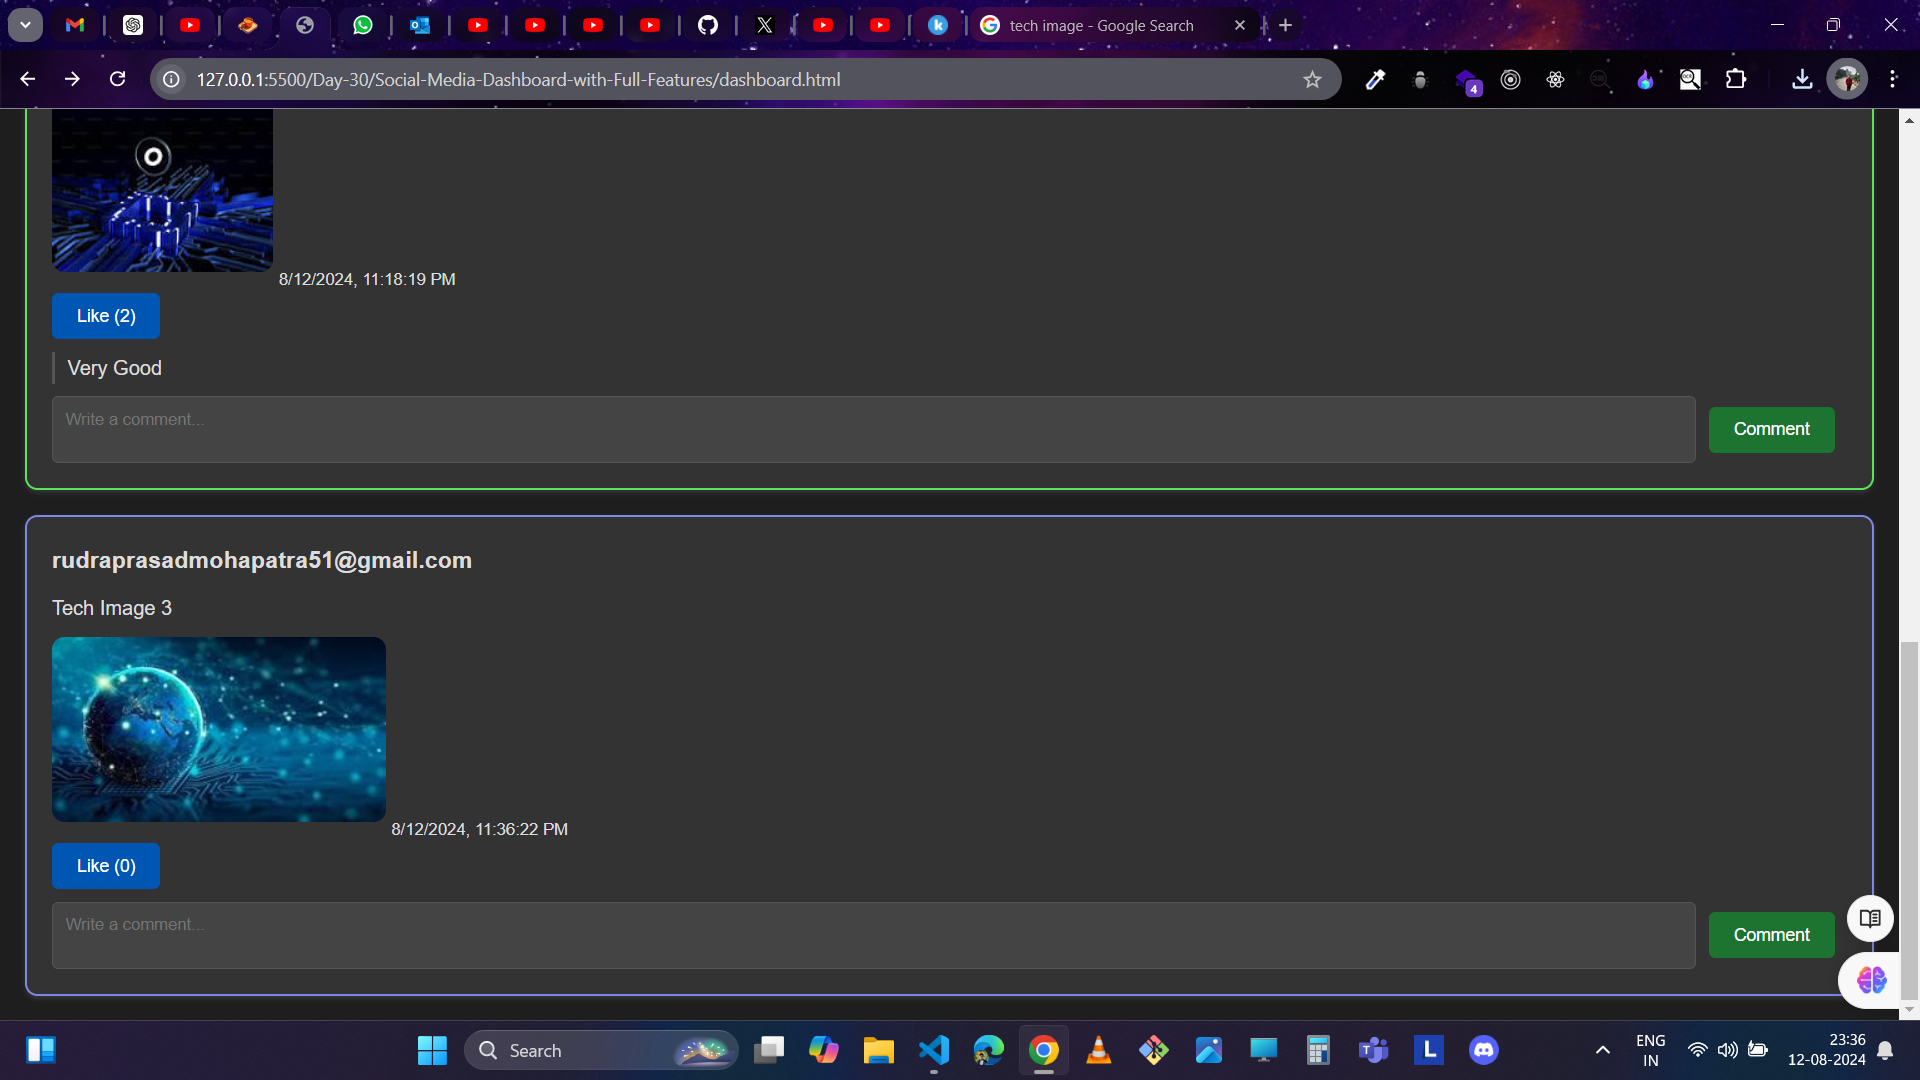 tech image - Google Search
127.0.0.1:5500/Day-30/Social-Media-Dashboard-with-Full-Features/dashboard.html
4
8/12/2024, 11:18:19 PM
Like (2)
Very Good
Write a comment...
Comment
rudraprasadmohapatra51@gmail.com
Tech Image 3
8/12/2024, 11:36:22 PM
Like (0)
Write a comment...
Comment
Search
L
ENG
IN
23:36
12-08-2024